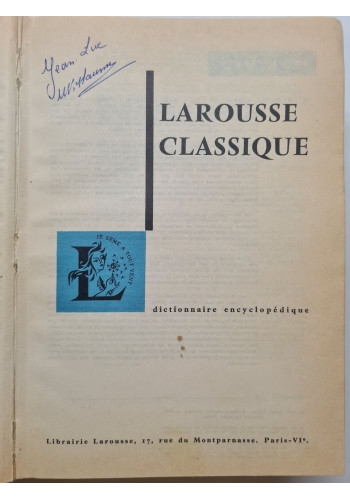 Jean Luc
LAROUSSE
CLASSIQUE
JE SÈME A TOUT VENT
L
dictionnaire encyclopédique
Librairie Larousse, 17, rue du Montparnasse. Paris-VIe.